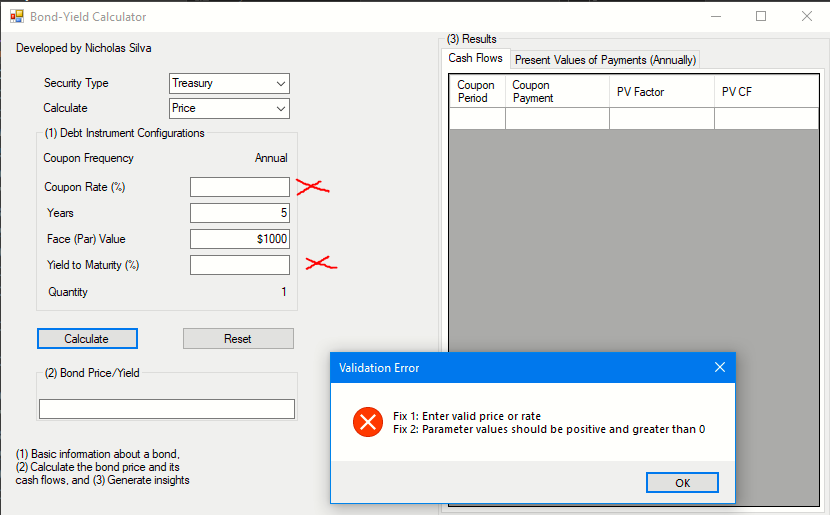 Bond-Yield Calculator
Developed by Nicholas Silva
Security Type Treasury
Calculate Price
(1) Debt Instrument Configurations
Coupon Frequency Annual
Coupon Rate (%)
Years 5
Face (Par) Value $1000
Yield to Maturity (%)
Quantity 1
Calculate Reset
(2) Bond Price/Yield
(1) Basic information about a bond,
(2) Calculate the bond price and its
cash flows, and (3) Generate insights
(3) Results
Cash Flows Present Values of Payments (Annually)
Coupon Period Coupon Payment PV Factor PV CF
Validation Error
Fix 1: Enter valid price or rate
Fix 2: Parameter values should be positive and greater than 0
OK